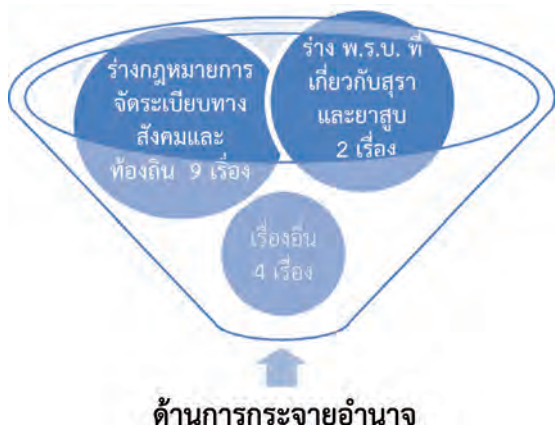 ร่างกฎหมายการ
จัดระเบียบทาง
สังคมและ
ท้องถิ่น 9 เรื่อง
ร่าง พ.ร.บ. ที่
เกี่ยวกับสุรา
และยาสูบ
2 เรื่อง
เรื่องอื่น
4 เรื่อง
ด้านการกระจายอำนาจ